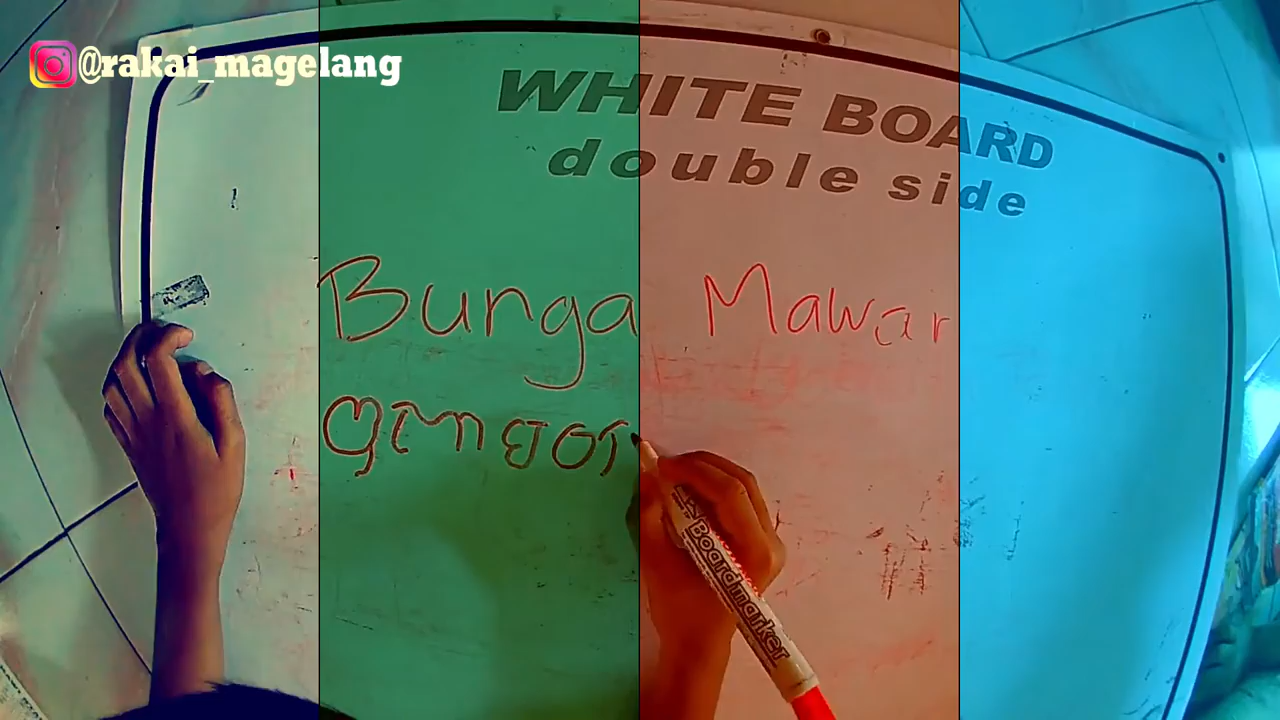 @rakai_magelang
WHITE BOARD
double side
Bunga Mawar
Boardmarker